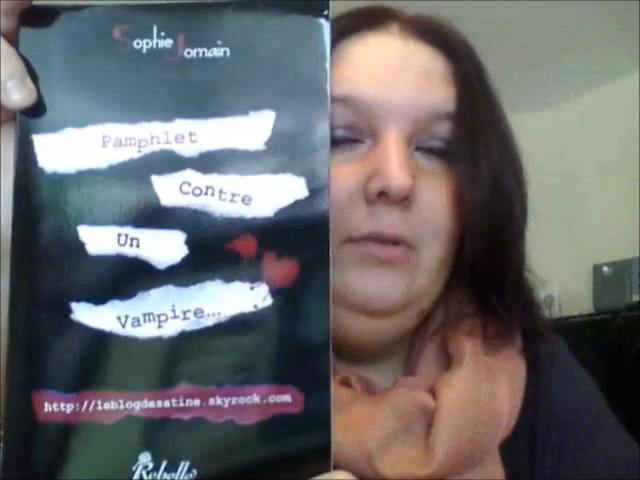 Sophie Jomain
Pamphlet
Contre
Un
Vampire...
http://leblogdesatine.skyrock.com
Rebelle